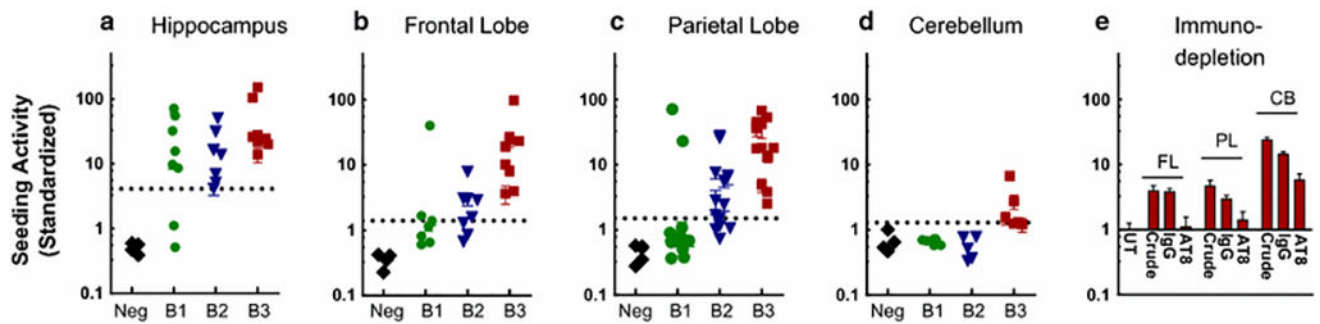 a Hippocampus
b Frontal Lobe
c Parietal Lobe
d Cerebellum
e Immuno-
depletion
Seeding Activity
(Standardized)
100
10
1
0.1
Neg B1 B2 B3
100
10
1
0.1
Neg B1 B2 B3
100
10
1
0.1
Neg B1 B2 B3
100
10
1
0.1
Neg B1 B2 B3
100
10
1
0.1
FL
PL
CB
UT
Crude
IgG
AT8
Crude
IgG
AT8
Crude
IgG
AT8